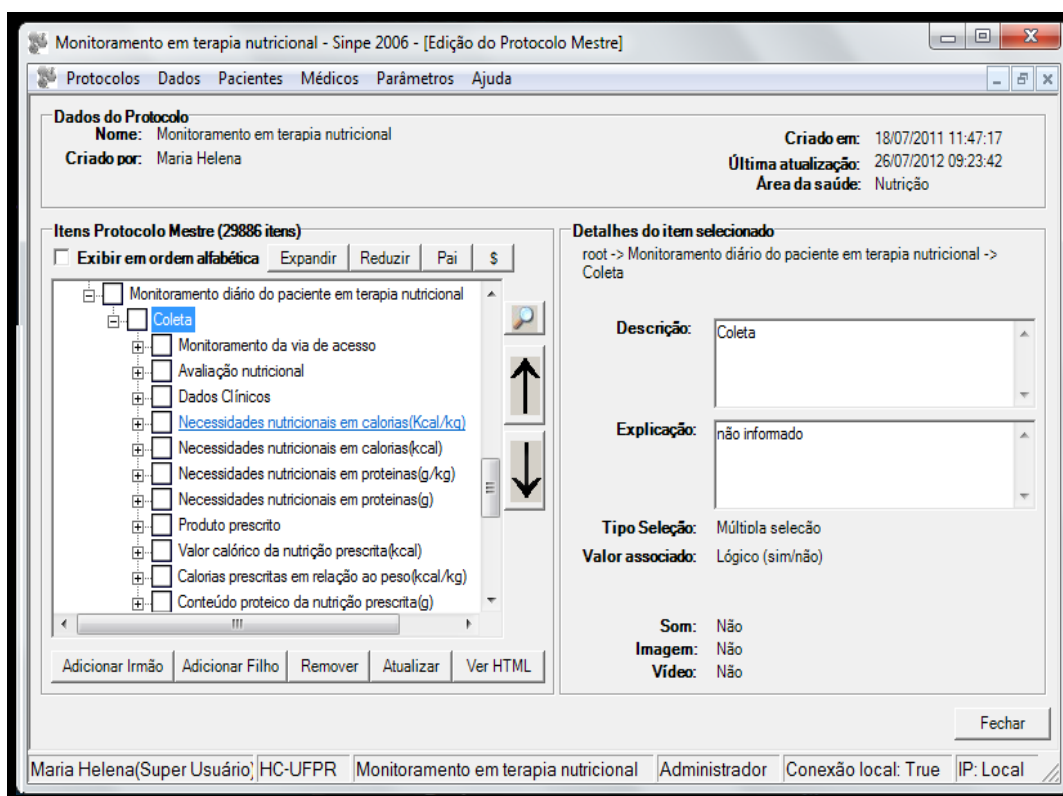 Monitoramento em terapia nutricional - Sinpe 2006 - [Edição do Protocolo Mestre]
Protocolos Dados Pacientes Médicos Parâmetros Ajuda
Dados do Protocolo
Nome: Monitoramento em terapia nutricional
Criado por: Maria Helena
Criado em: 18/07/2011 11:47:17
Última atualização: 26/07/2012 09:23:42
Área da saúde: Nutrição
Itens Protocolo Mestre (29886 itens)
Exibir em ordem alfabética Expandir Reduzir Pai $
Monitoramento diário do paciente em terapia nutricional
Coleta
Monitoramento da via de acesso
Avaliação nutricional
Dados Clínicos
Necessidades nutricionais em calorias(Kcal/kg)
Necessidades nutricionais em calorias(kcal)
Necessidades nutricionais em proteinas(g/kg)
Necessidades nutricionais em proteinas(g)
Produto prescrito
Valor calórico da nutrição prescrita(kcal)
Calorias prescritas em relação ao peso(kcal/kg)
Conteúdo proteico da nutrição prescrita(g)
Adicionar Irmão Adicionar Filho Remover Atualizar Ver HTML
Detalhes do item selecionado
root -> Monitoramento diário do paciente em terapia nutricional ->
Coleta
Descrição: Coleta
Explicação: não informado
Tipo Seleção: Múltipla selecão
Valor associado: Lógico (sim/não)
Som: Não
Imagem: Não
Vídeo: Não
Fechar
Maria Helena(Super Usuário) HC-UFPR Monitoramento em terapia nutricional Administrador Conexão local: True IP: Local